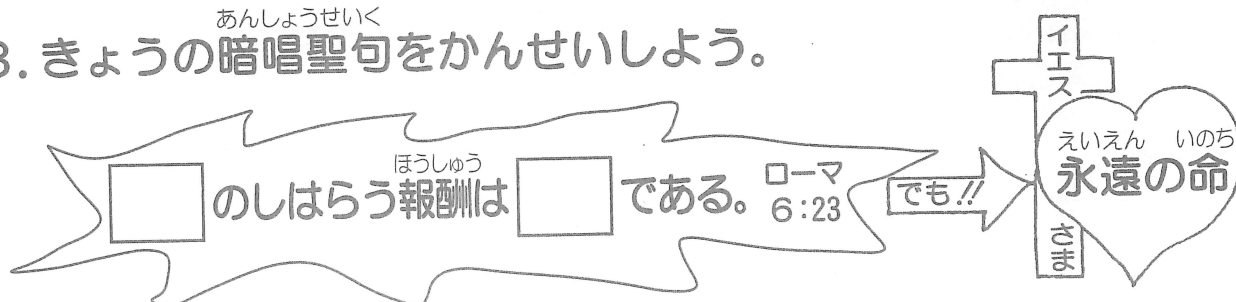 あんしょうせいく
3.きょうの暗唱聖句をかんせいしよう。
ほうしゅう
のしはらう報酬は である。 ローマ
6:23
でも!!
イエス
さま
えいえん いのち
永遠の命